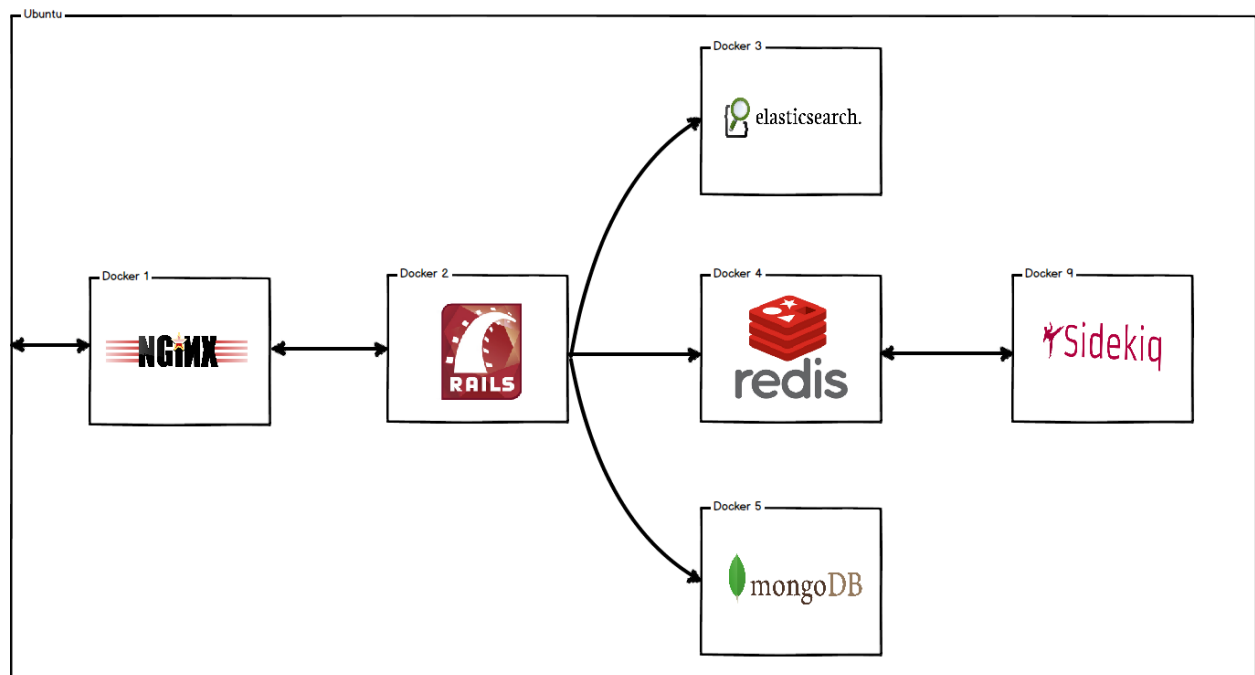 Ubuntu
Docker 3
elasticsearch.
Docker 1
NGiNX
Docker 2
RAILS
Docker 4
redis
Docker 9
Sidekiq
Docker 5
mongoDB